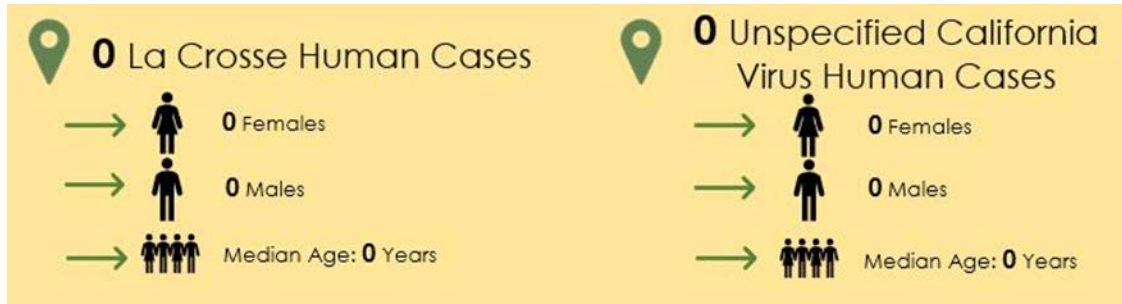 0 La Crosse Human Cases
0 Females
0 Males
Median Age: 0 Years
0 Unspecified California
Virus Human Cases
0 Females
0 Males
Median Age: 0 Years